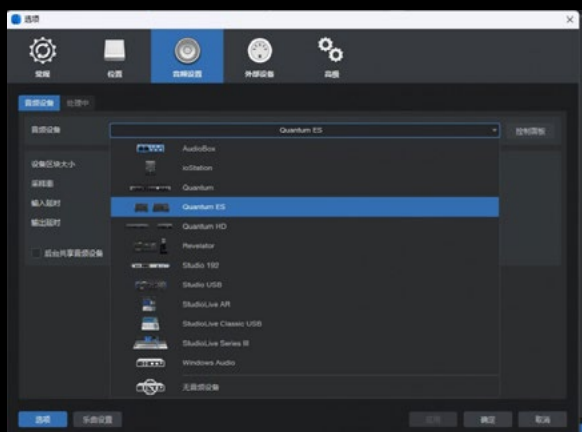 选项
常规 位置 音频设置 外部设备 高级
音频设备 处理中
音频设备 Quantum ES 控制面板
AudioBox
设备区块大小
ioStation
采样率
Quantum
输入延时
Quantum ES
输出延时
Quantum HD
Revelator
后台共享音频设备
Studio 192
Studio USB
StudioLive AR
StudioLive Classic USB
StudioLive Series III
Windows Audio
无音频设备
选项 乐曲设置 应用 确定 取消